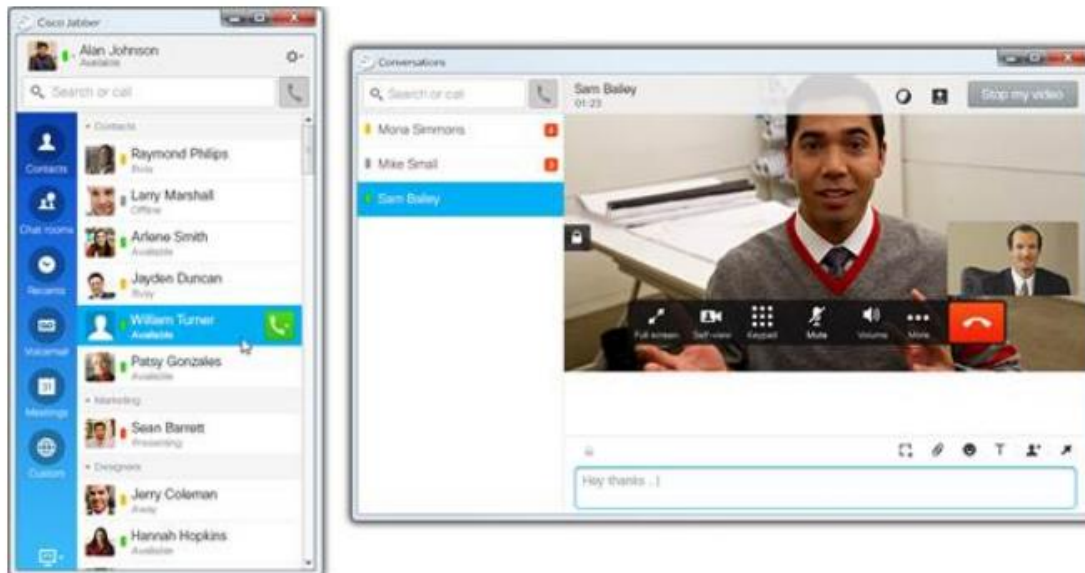 Cisco Jabber
Alan Johnson
Available
Search or call
Contacts
Chat rooms
Recents
Voicemail
31
Meetings
Custom
Contacts
Raymond Philips
Busy
Larry Marshall
Offline
Arlene Smith
Available
Jayden Duncan
Busy
William Turner
Available
Patsy Gonzales
Available
Marketing
Sean Barrett
Presenting
Designers
Jerry Coleman
Away
Hannah Hopkins
Available
Conversations
Search or call
Mona Simmons
Mike Small
Sam Bailey
Sam Bailey
01:23
Stop my video
Full screen
Self-view
Keypad
Mute
Volume
More
T
Hey thanks ..)